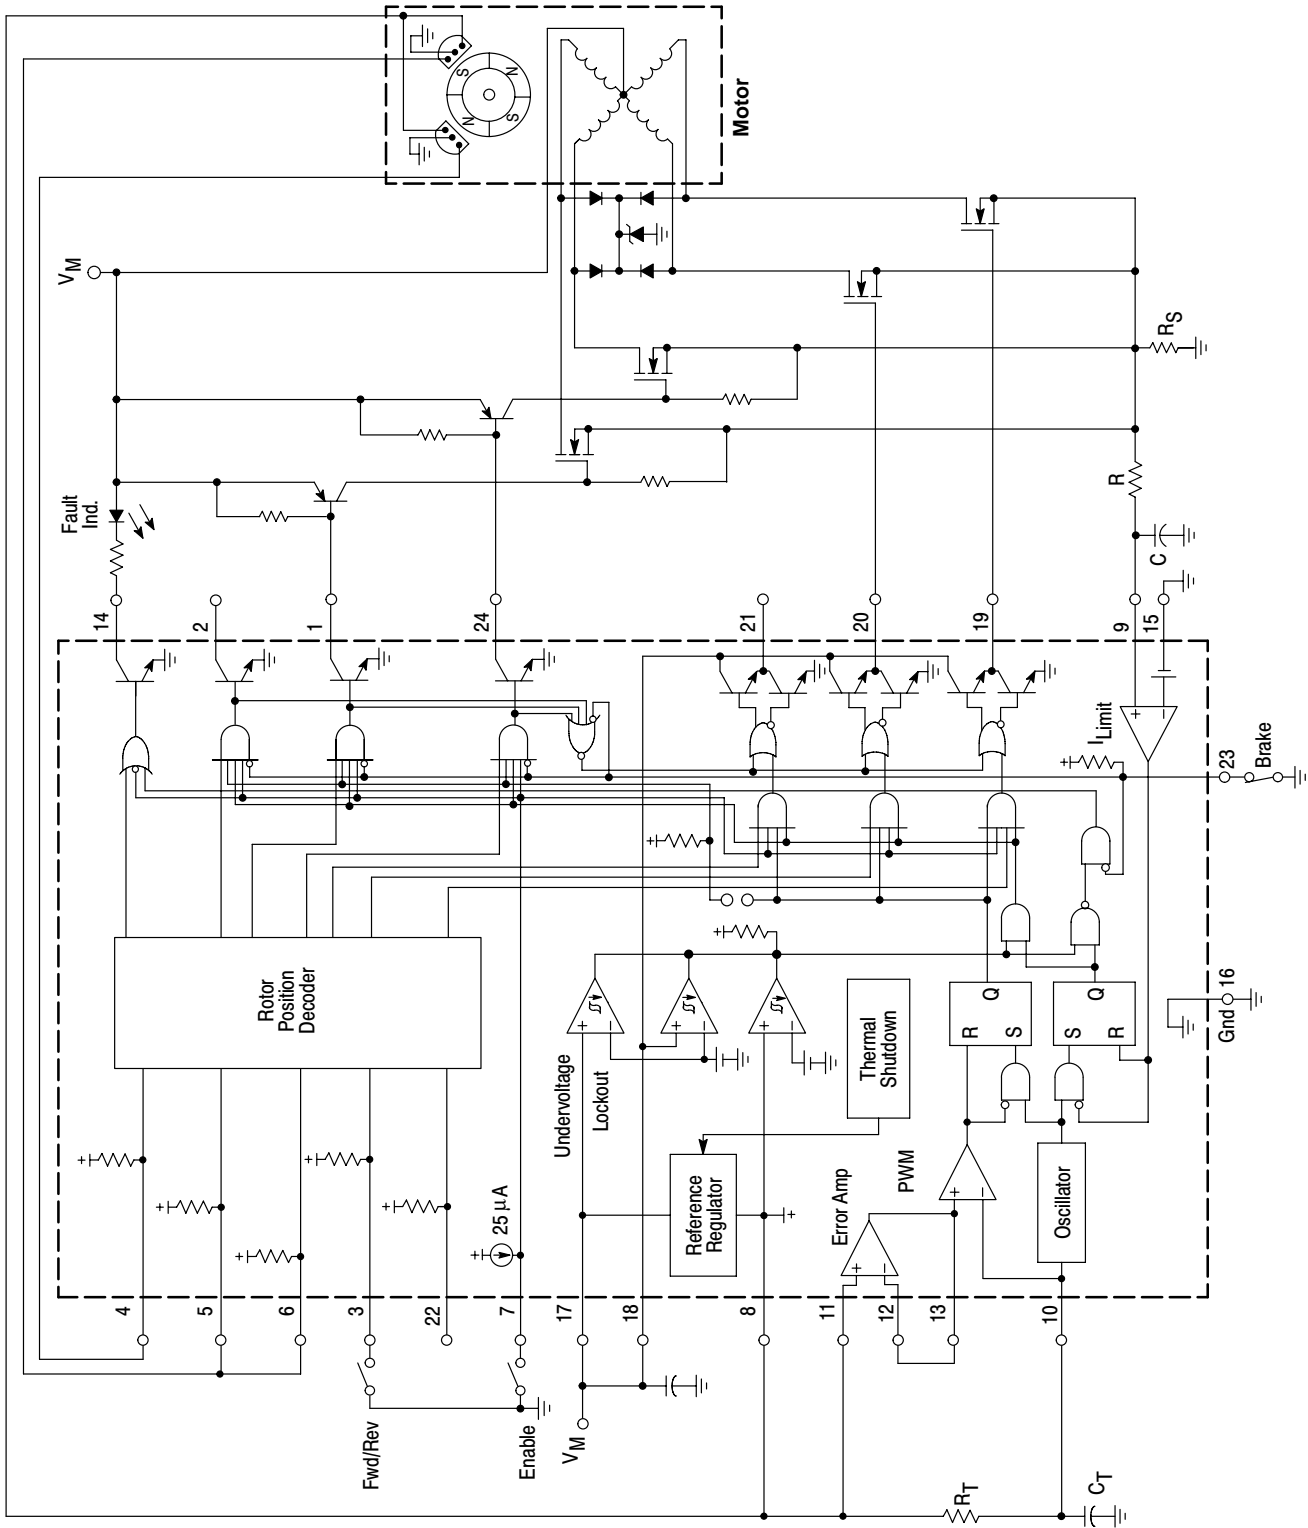 Motor
S
N
N
S
VM
Fault
Ind.
RS
R
C
14
2
1
24
21
20
19
9
15
ILimit
+
−
23
Brake
Rotor
Position
Decoder
Undervoltage
Lockout
Thermal
Shutdown
Reference
Regulator
Error Amp
PWM
Oscillator
25 µA
R
Q
S
S
Q
R
Gnd 16
4
5
6
3
22
7
17
18
8
11
12
13
10
Fwd/Rev
Enable
VM
RT
CT